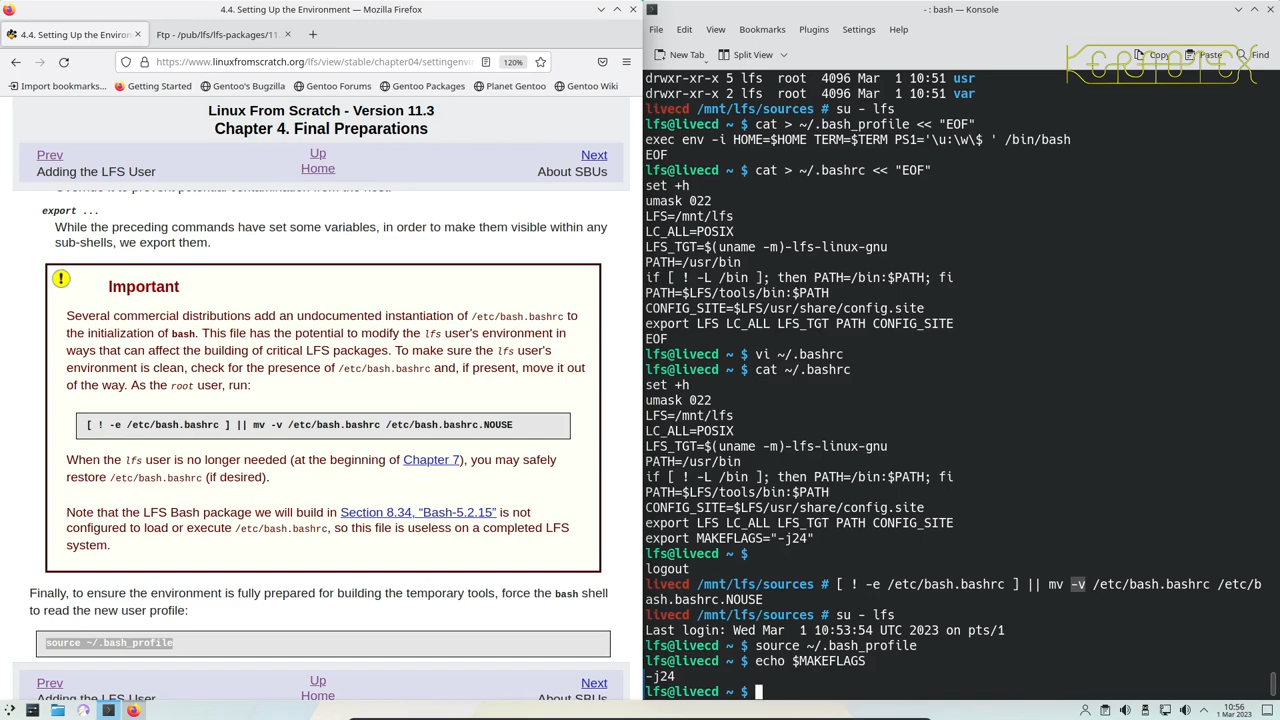 4.4. Setting Up the Environment — Mozilla Firefox
4.4. Setting Up the Environ
Ftp - /pub/lfs/lfs-packages/11.
https://www.linuxfromscratch.org/lfs/view/stable/chapter04/settingenvi
120%
Import bookmarks...
Getting Started
Gentoo's Bugzilla
Gentoo Forums
Gentoo Packages
Planet Gentoo
Gentoo Wiki
Linux From Scratch - Version 11.3
Chapter 4. Final Preparations
Prev
Up
Next
Adding the LFS User
Home
About SBUs
Override it to prevent potential contamination from the host.
export ...
While the preceding commands have set some variables, in order to make them visible within any
sub-shells, we export them.
Important
Several commercial distributions add an undocumented instantiation of /etc/bash.bashrc to
the initialization of bash. This file has the potential to modify the lfs user's environment in
ways that can affect the building of critical LFS packages. To make sure the lfs user's
environment is clean, check for the presence of /etc/bash.bashrc and, if present, move it out
of the way. As the root user, run:
[ ! -e /etc/bash.bashrc ] || mv -v /etc/bash.bashrc /etc/bash.bashrc.NOUSE
When the lfs user is no longer needed (at the beginning of Chapter 7), you may safely
restore /etc/bash.bashrc (if desired).
Note that the LFS Bash package we will build in Section 8.34, “Bash-5.2.15” is not
configured to load or execute /etc/bash.bashrc, so this file is useless on a completed LFS
system.
Finally, to ensure the environment is fully prepared for building the temporary tools, force the bash shell
to read the new user profile:
source ~/.bash_profile
Prev
Up
Next
Adding the LFS User
Home
About SBUs
- : bash — Konsole
File
Edit
View
Bookmarks
Plugins
Settings
Help
New Tab
Split View
Copy
Paste
Find
KERNOTEX
drwxr-xr-x 5 lfs  root  4096 Mar  1 10:51 usr
drwxr-xr-x 2 lfs  root  4096 Mar  1 10:51 var
livecd /mnt/lfs/sources # su - lfs
lfs@livecd ~ $ cat > ~/.bash_profile << "EOF"
exec env -i HOME=$HOME TERM=$TERM PS1='\u:\w\$ ' /bin/bash
EOF
lfs@livecd ~ $ cat > ~/.bashrc << "EOF"
set +h
umask 022
LFS=/mnt/lfs
LC_ALL=POSIX
LFS_TGT=$(uname -m)-lfs-linux-gnu
PATH=/usr/bin
if [ ! -L /bin ]; then PATH=/bin:$PATH; fi
PATH=$LFS/tools/bin:$PATH
CONFIG_SITE=$LFS/usr/share/config.site
export LFS LC_ALL LFS_TGT PATH CONFIG_SITE
EOF
lfs@livecd ~ $ vi ~/.bashrc
lfs@livecd ~ $ cat ~/.bashrc
set +h
umask 022
LFS=/mnt/lfs
LC_ALL=POSIX
LFS_TGT=$(uname -m)-lfs-linux-gnu
PATH=/usr/bin
if [ ! -L /bin ]; then PATH=/bin:$PATH; fi
PATH=$LFS/tools/bin:$PATH
CONFIG_SITE=$LFS/usr/share/config.site
export LFS LC_ALL LFS_TGT PATH CONFIG_SITE
export MAKEFLAGS="-j24"
lfs@livecd ~ $
logout
livecd /mnt/lfs/sources # [ ! -e /etc/bash.bashrc ] || mv -v /etc/bash.bashrc /etc/b
ash.bashrc.NOUSE
livecd /mnt/lfs/sources # su - lfs
Last login: Wed Mar  1 10:53:54 UTC 2023 on pts/1
lfs@livecd ~ $ source ~/.bash_profile
lfs@livecd ~ $ echo $MAKEFLAGS
-j24
lfs@livecd ~ $
10:56
1 Mar 2023